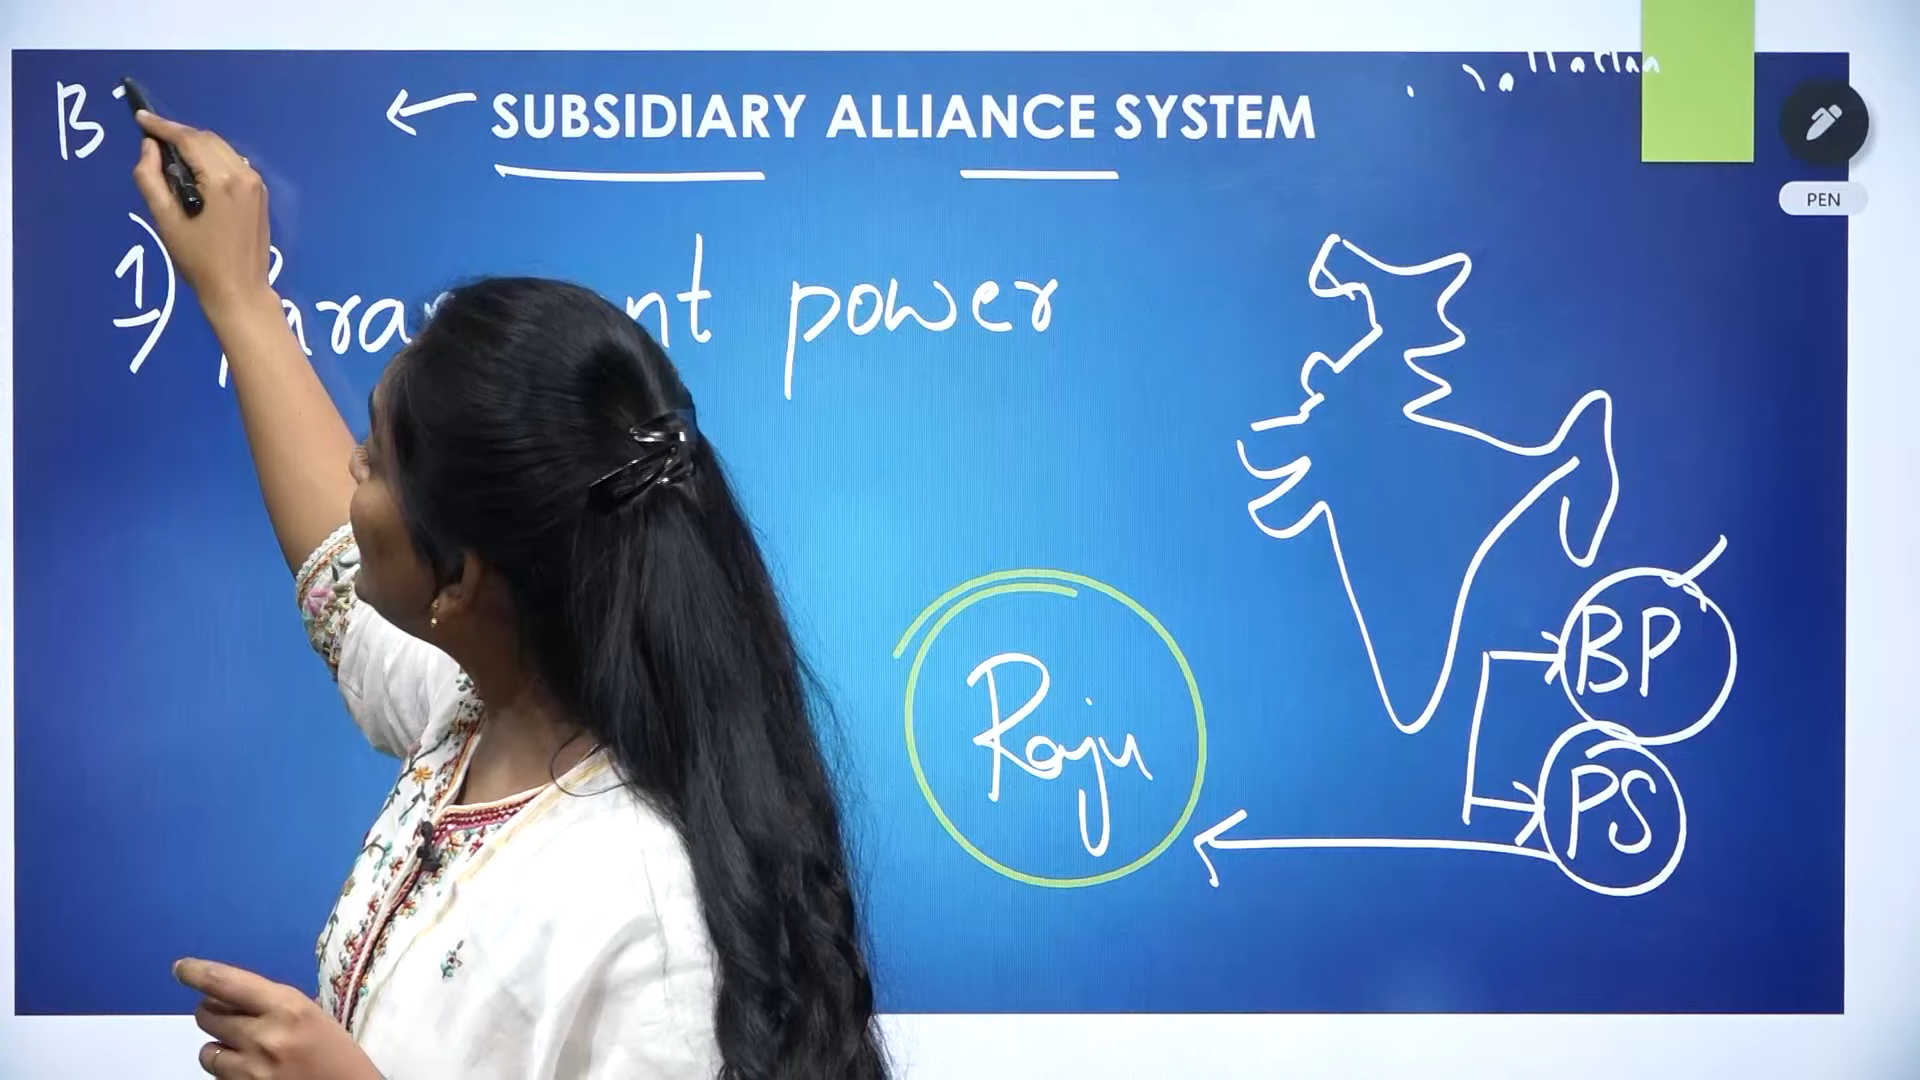 B
SUBSIDIARY ALLIANCE SYSTEM
PEN
1) power
BP
Raju
PS